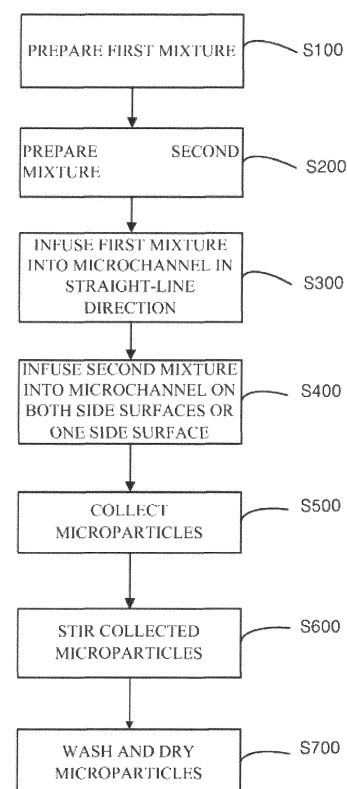 PREPARE FIRST MIXTURE
S100
PREPARE SECOND
MIXTURE
S200
INFUSE FIRST MIXTURE
INTO MICROCHANNEL IN
STRAIGHT-LINE
DIRECTION
S300
INFUSE SECOND MIXTURE
INTO MICROCHANNEL ON
BOTH SIDE SURFACES OR
ONE SIDE SURFACE
S400
COLLECT
MICROPARTICLES
S500
STIR COLLECTED
MICROPARTICLES
S600
WASH AND DRY
MICROPARTICLES
S700